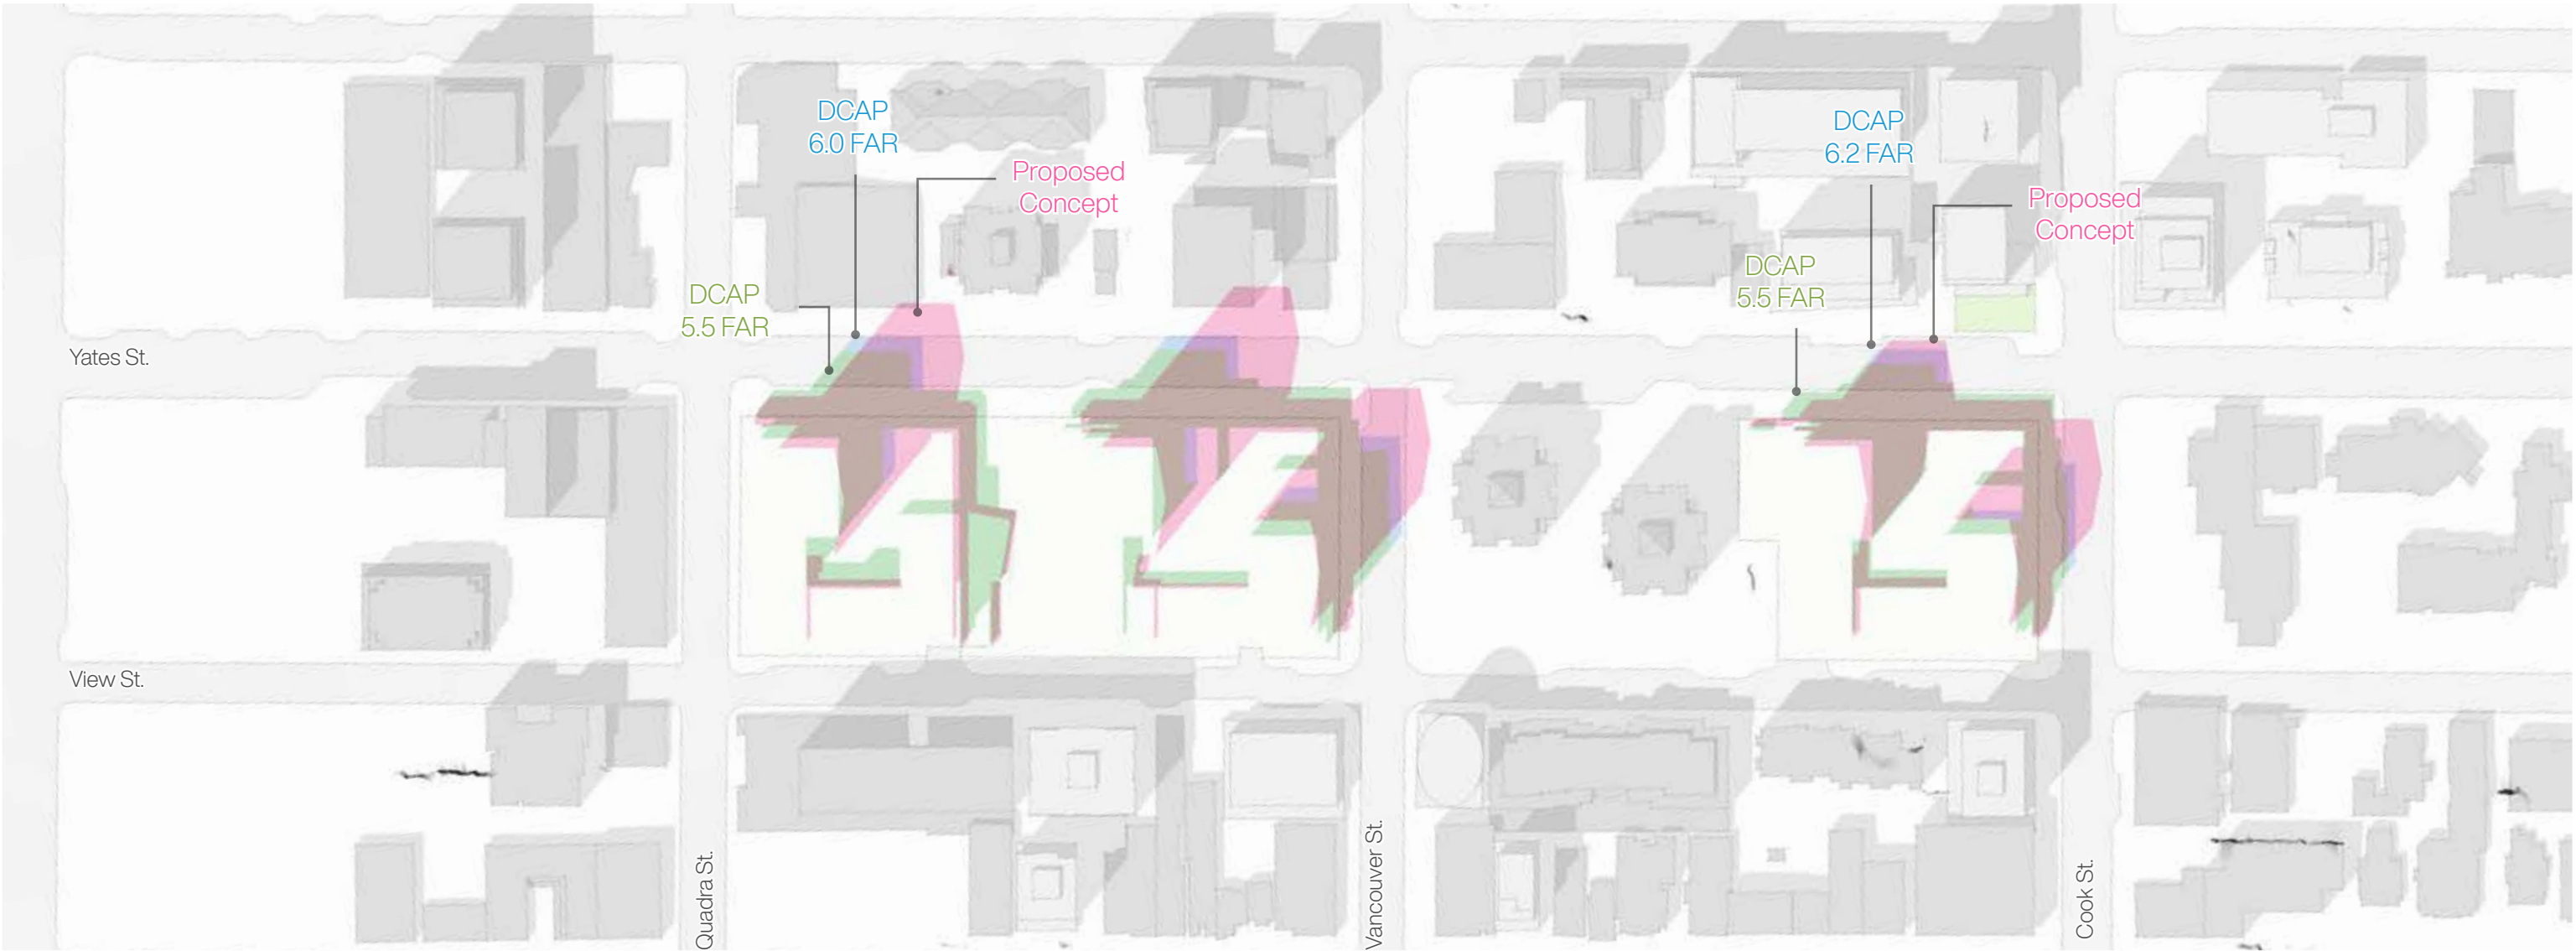 DCAP
6.0 FAR
DCAP
6.2 FAR
Proposed
Concept
Proposed
Concept
DCAP
5.5 FAR
DCAP
5.5 FAR
Yates St.
View St.
Quadra St.
Vancouver St.
Cook St.